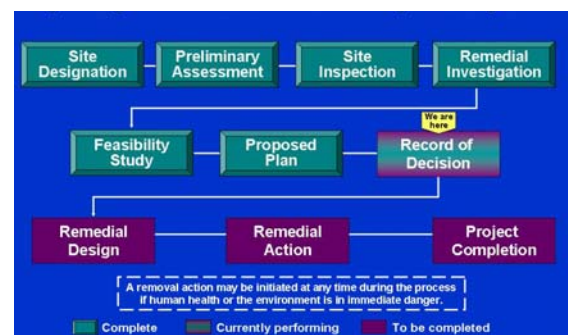 Site Designation
Preliminary Assessment
Site Inspection
Remedial Investigation
We are here
Feasibility Study
Proposed Plan
Record of Decision
Remedial Design
Remedial Action
Project Completion
A removal action may be initiated at any time during the process
if human health or the environment is in immediate danger.
Complete
Currently performing
To be completed